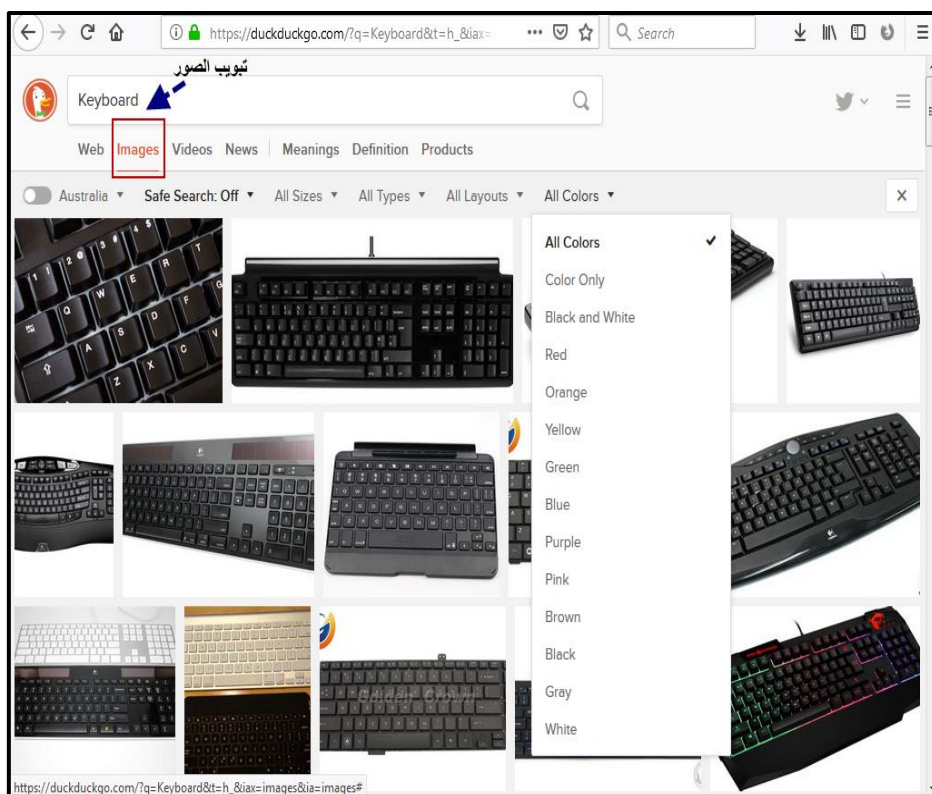 https://duckduckgo.com/?q=Keyboard&t=h_&iax=
Search
تبويب الصور
Keyboard
Web Images Videos News Meanings Definition Products
Australia Safe Search: Off All Sizes All Types All Layouts All Colors
All Colors
Color Only
Black and White
Red
Orange
Yellow
Green
Blue
Purple
Pink
Brown
Black
Gray
White
Golden Crown
https://duckduckgo.com/?q=Keyboard&t=h_&iax=images&ia=images#